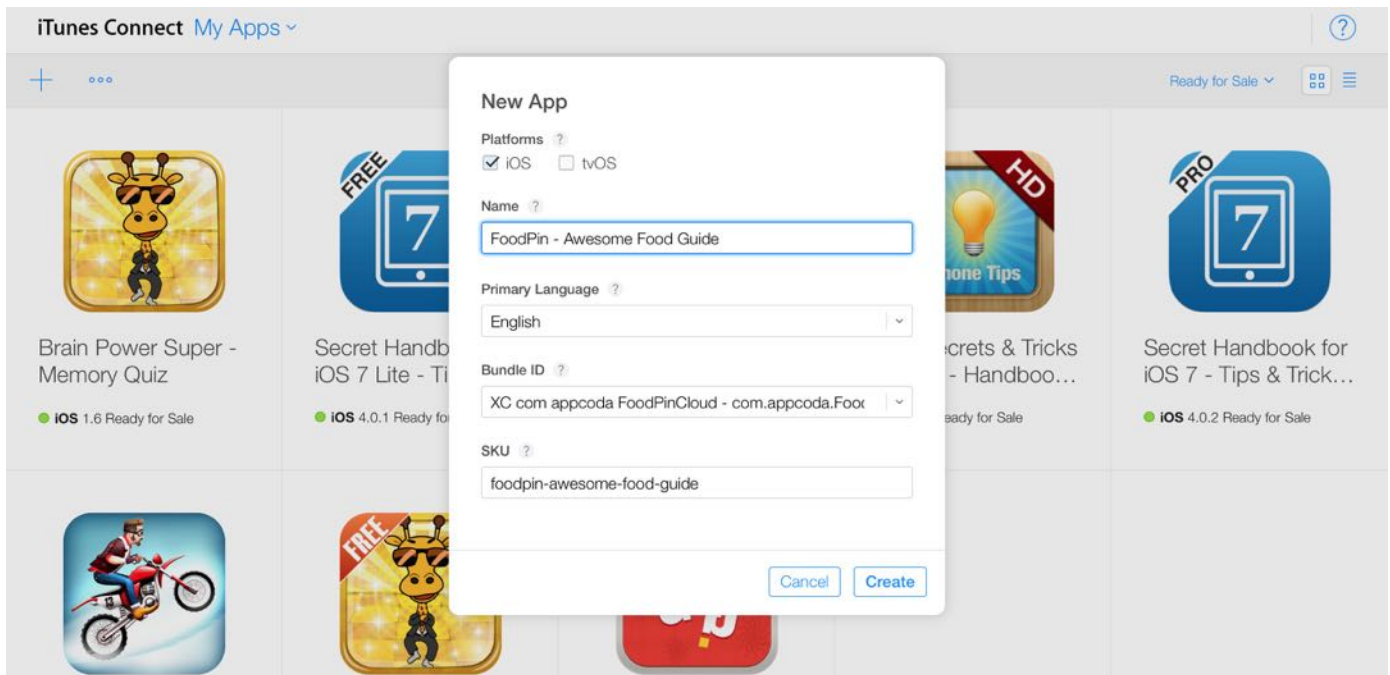 iTunes Connect My Apps
?
Ready for Sale
New App
Platforms ?
iOS tvOS
Name ?
FoodPin - Awesome Food Guide
Primary Language ?
English
Bundle ID ?
XC com appcoda FoodPinCloud - com.appcoda.Food
SKU ?
foodpin-awesome-food-guide
Cancel Create
FREE
7
HD
one Tips
PRO
7
Brain Power Super -
Memory Quiz
iOS 1.6 Ready for Sale
Secret Handb
iOS 7 Lite - Ti
iOS 4.0.1 Ready fo
crets & Tricks
- Handboo...
eady for Sale
Secret Handbook for
iOS 7 - Tips & Trick...
iOS 4.0.2 Ready for Sale
13
FREE